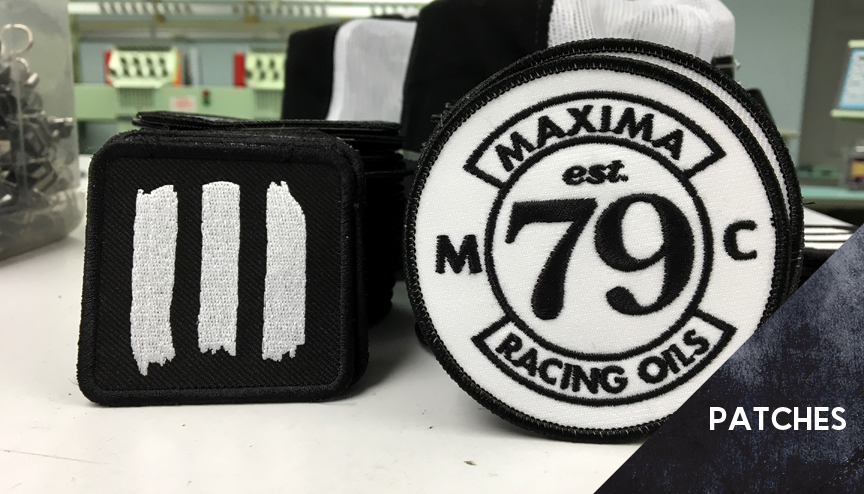 MAXIMA
est.
79
M C
RACING OILS
PATCHES